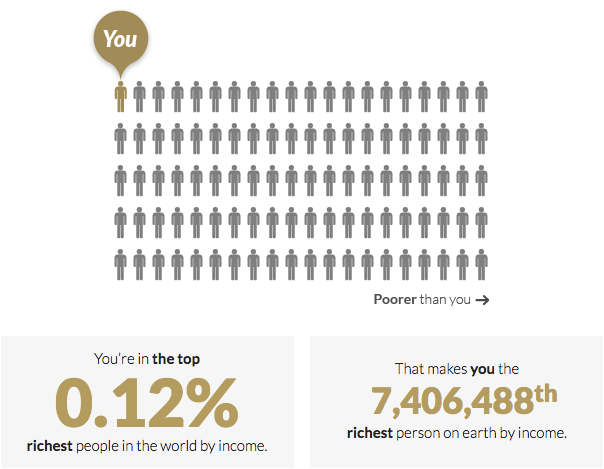 You
Poorer than you →
You're in the top
0.12%
richest people in the world by income.
That makes you the
7,406,488th
richest person on earth by income.